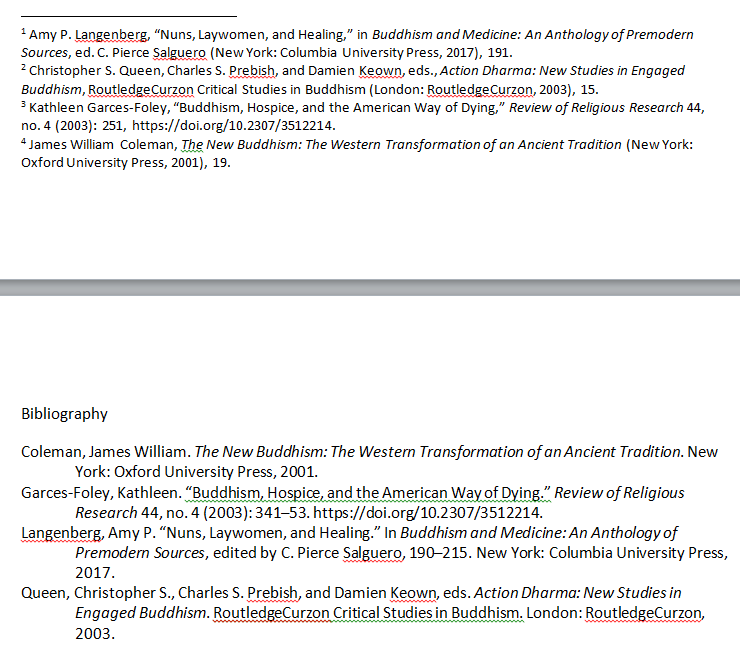 1 Amy P. Langenberg, “Nuns, Laywomen, and Healing,” in Buddhism and Medicine: An Anthology of Premodern
Sources, ed. C. Pierce Salguero (New York: Columbia University Press, 2017), 191.
2 Christopher S. Queen, Charles S. Prebish, and Damien Keown, eds., Action Dharma: New Studies in Engaged
Buddhism, RoutledgeCurzon Critical Studies in Buddhism (London: RoutledgeCurzon, 2003), 15.
3 Kathleen Garces-Foley, “Buddhism, Hospice, and the American Way of Dying,” Review of Religious Research 44,
no. 4 (2003): 251, https://doi.org/10.2307/3512214.
4 James William Coleman, The New Buddhism: The Western Transformation of an Ancient Tradition (New York:
Oxford University Press, 2001), 19.
Bibliography
Coleman, James William. The New Buddhism: The Western Transformation of an Ancient Tradition. New
York: Oxford University Press, 2001.
Garces-Foley, Kathleen. “Buddhism, Hospice, and the American Way of Dying.” Review of Religious
Research 44, no. 4 (2003): 341–53. https://doi.org/10.2307/3512214.
Langenberg, Amy P. “Nuns, Laywomen, and Healing.” In Buddhism and Medicine: An Anthology of
Premodern Sources, edited by C. Pierce Salguero, 190–215. New York: Columbia University Press,
2017.
Queen, Christopher S., Charles S. Prebish, and Damien Keown, eds. Action Dharma: New Studies in
Engaged Buddhism. RoutledgeCurzon Critical Studies in Buddhism. London: RoutledgeCurzon,
2003.